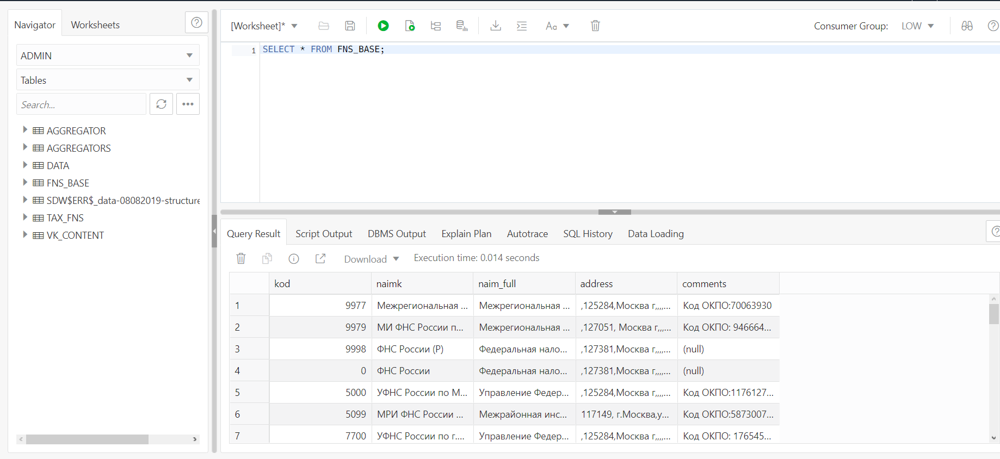 Navigator
Worksheets
ADMIN
Tables
Search...
AGGREGATOR
AGGREGATORS
DATA
FNS_BASE
SDW$ERR$_data-08082019-structure
TAX_FNS
VK_CONTENT
[Worksheet]*
Aa
Consumer Group: LOW
1 SELECT * FROM FNS_BASE;
Query Result
Script Output
DBMS Output
Explain Plan
Autotrace
SQL History
Data Loading
Download
Execution time: 0.014 seconds
kod naimk naim_full address comments
1 9977 Межрегиональная ... Межрегиональная ... ,125284,Москва г,,,,... Код ОКПО:70063930
2 9979 МИ ФНС России п... Межрегиональная ... ,127051, Москва г,,,... Код ОКПО: 946664...
3 9998 ФНС России (Р) Федеральная нало... ,127381,Москва г,,,,... (null)
4 0 ФНС России Федеральная нало... ,127381,Москва г,,,,... (null)
5 5000 УФНС России по М... Управление Федер... ,125284,Москва г,,,,... Код ОКПО:1176127...
6 5099 МРИ ФНС России ... Межрайонная инс... 117149, г.Москва,у... Код ОКПО:5873007...
7 7700 УФНС России по г.... Управление Федер... ,125284,Москва г,,,,... Код ОКПО: 176545...